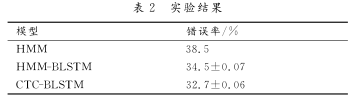 表 2 实验结果
模型 错误率/%
HMM 38.5
HMM-BLSTM 34.5±0.07
CTC-BLSTM 32.7±0.06